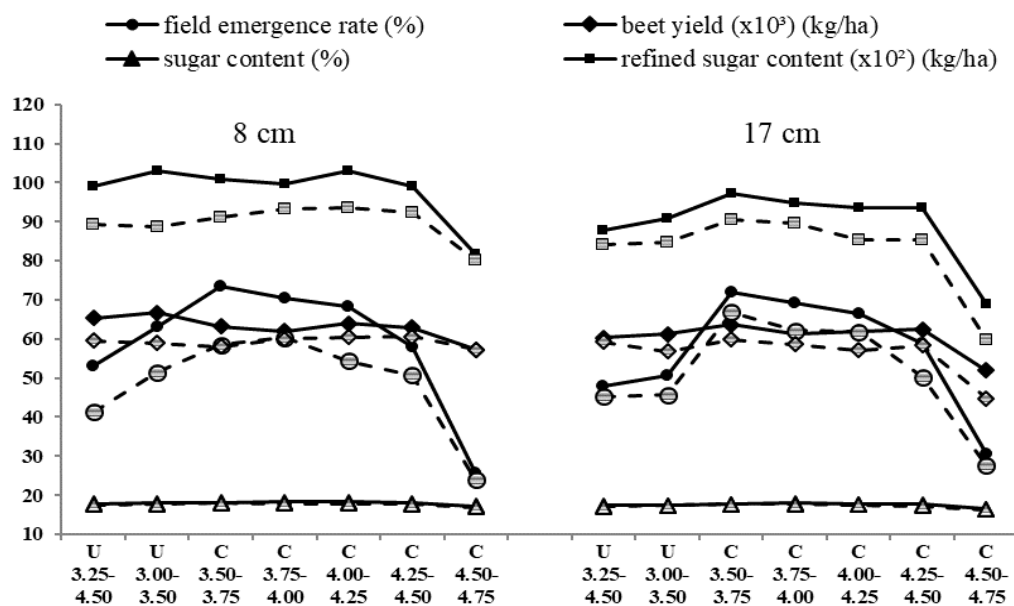 field emergence rate (%) beet yield (x10³) (kg/ha)
sugar content (%) refined sugar content (x10²) (kg/ha)
120
110
100
90
80
70
60
50
40
30
20
10
8 cm 17 cm
U U C C C C C U U C C C C C
3.25- 3.00- 3.50- 3.75- 4.00- 4.25- 4.50- 3.25- 3.00- 3.50- 3.75- 4.00- 4.25- 4.50-
4.50 3.50 3.75 4.00 4.25 4.50 4.75 4.50 3.50 3.75 4.00 4.25 4.50 4.75